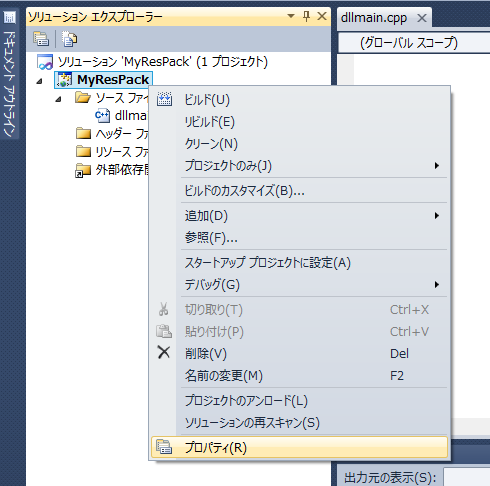 ドキュメント アウトライン
ソリューション エクスプローラー
ソリューション 'MyResPack' (1 プロジェクト)
MyResPack
ソース ファイ
dllmai
ヘッダー ファ
リソース ファ
外部依存関
dllmain.cpp
(グローバル スコープ)
ビルド(U)
リビルド(E)
クリーン(N)
プロジェクトのみ(J)
ビルドのカスタマイズ(B)...
追加(D)
参照(F)...
スタートアップ プロジェクトに設定(A)
デバッグ(G)
切り取り(T) Ctrl+X
貼り付け(P) Ctrl+V
削除(V) Del
名前の変更(M) F2
プロジェクトのアンロード(L)
ソリューションの再スキャン(S)
プロパティ(R)
出力元の表示(S):